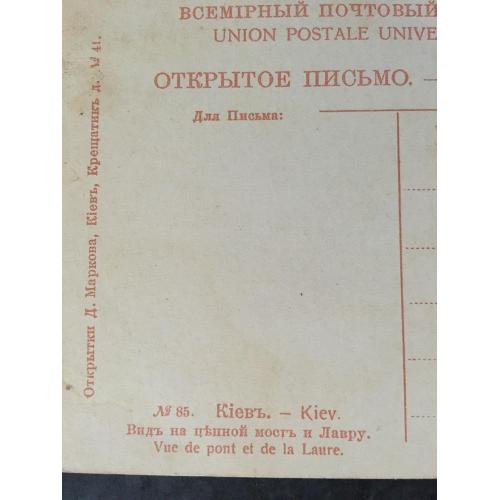 ВСЕМІРНЫЙ ПОЧТОВЫЙ
UNION POSTALE UNIVE
ОТКРЫТОЕ ПИСЬМО. —
Для Письма:
Открытки Д. Маркова, Кіевъ, Крещатикъ д. № 41.
№ 85. Кіевъ. — Kiev.
Видъ на цѣпной мостъ и Лавру.
Vue de pont et de la Laure.